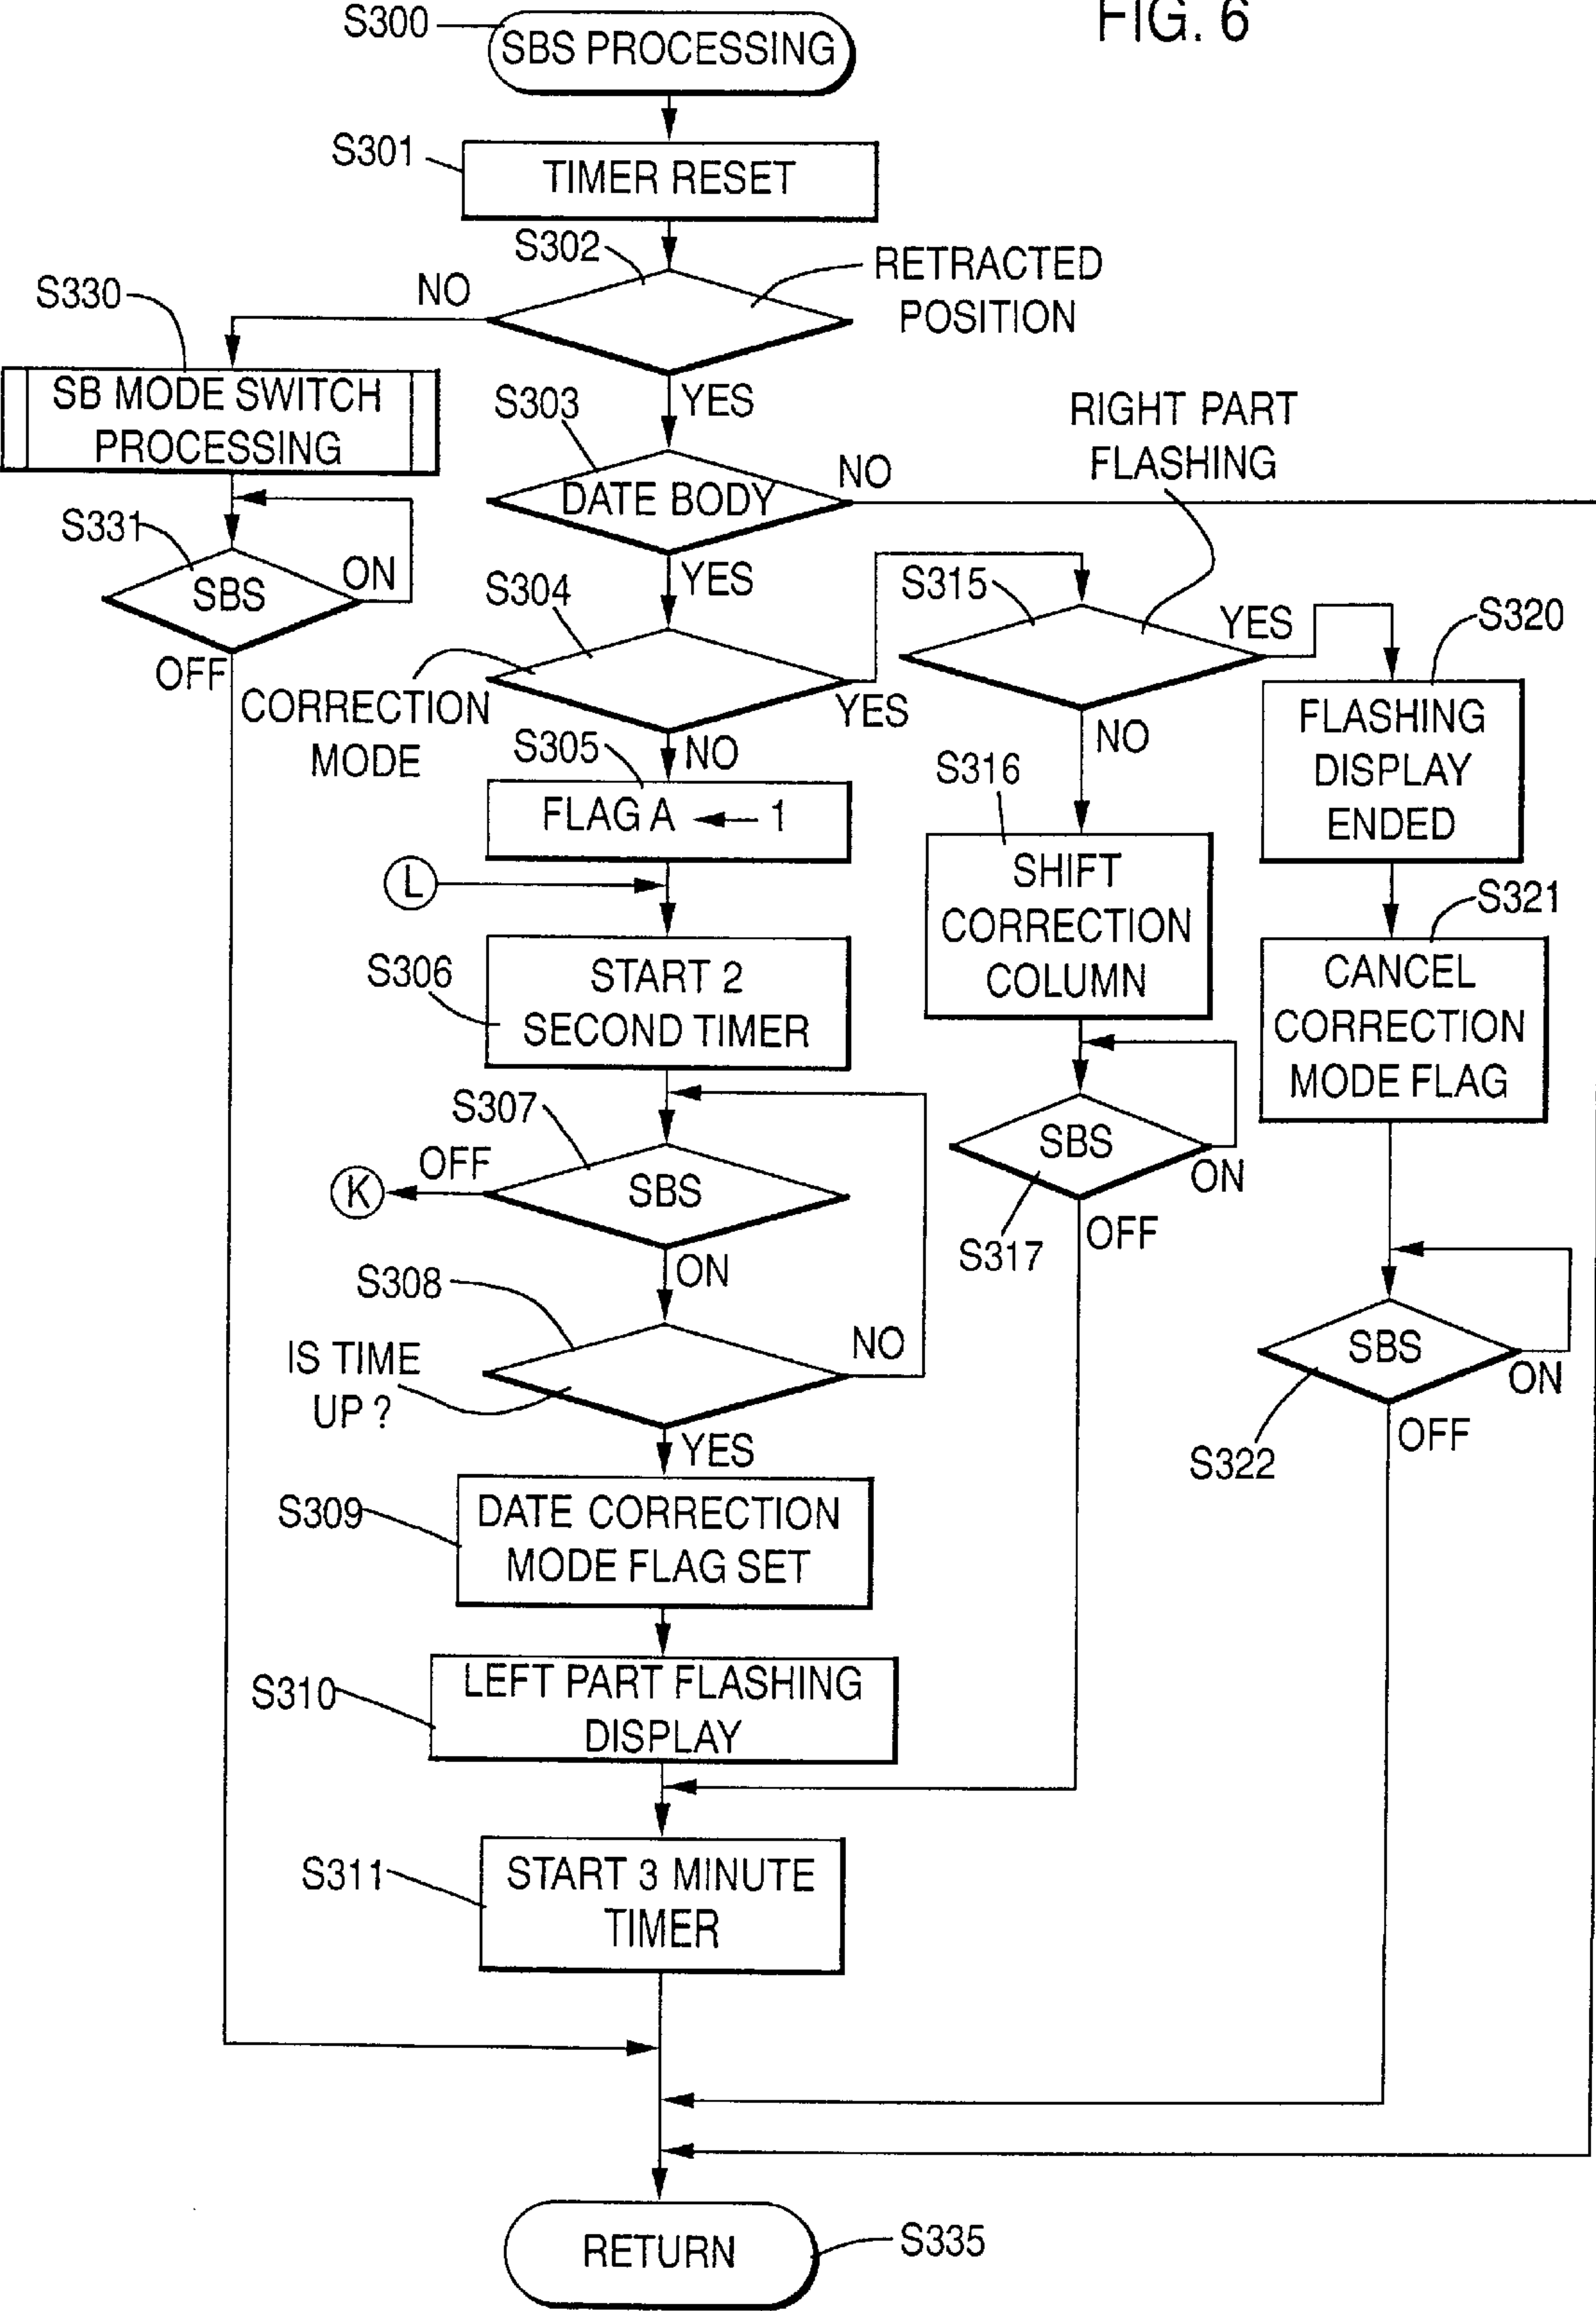 FIG. 6
S300
SBS PROCESSING
S301
TIMER RESET
S302
RETRACTED
POSITION
NO
S330
SB MODE SWITCH
PROCESSING
YES
S303
DATE BODY
NO
RIGHT PART
FLASHING
S331
SBS
ON
OFF
YES
S304
CORRECTION
MODE
YES
NO
S315
YES
NO
S320
FLASHING
DISPLAY
ENDED
S305
FLAG A ← 1
L
S316
SHIFT
CORRECTION
COLUMN
S321
CANCEL
CORRECTION
MODE FLAG
S306
START 2
SECOND TIMER
S307
OFF
K
SBS
ON
SBS
ON
S317
OFF
S308
IS TIME
UP ?
NO
YES
SBS
ON
S322
OFF
S309
DATE CORRECTION
MODE FLAG SET
S310
LEFT PART FLASHING
DISPLAY
S311
START 3 MINUTE
TIMER
RETURN
S335